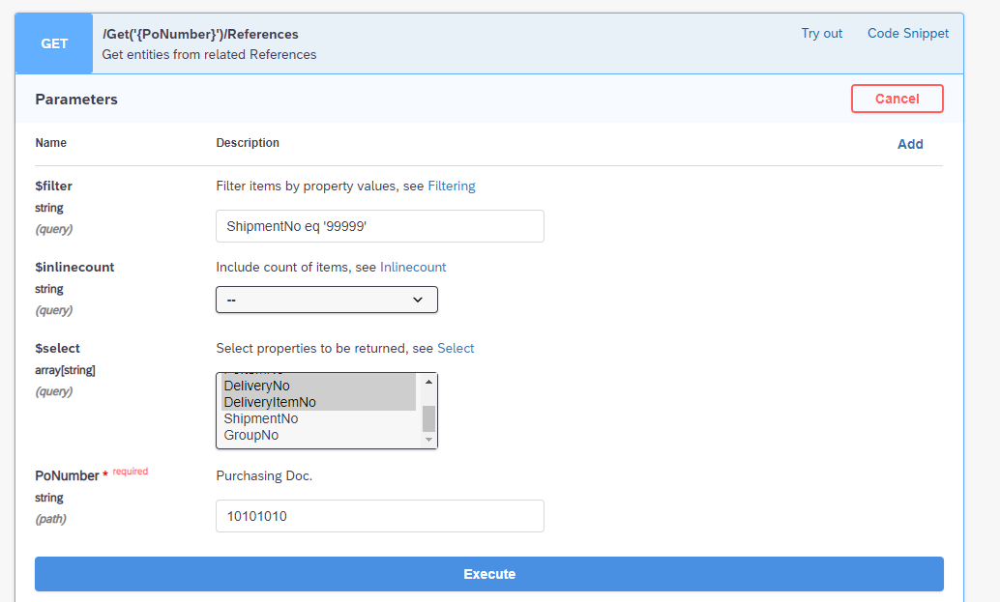 GET
/Get('{PoNumber}')/References
Get entities from related References
Try out
Code Snippet
Parameters
Cancel
Name
Description
Add
$filter
string
(query)
Filter items by property values, see Filtering
ShipmentNo eq '99999'
$inlinecount
string
(query)
Include count of items, see Inlinecount
--
$select
array[string]
(query)
Select properties to be returned, see Select
DeliveryNo
DeliveryItemNo
ShipmentNo
GroupNo
PoNumber * required
string
(path)
Purchasing Doc.
10101010
Execute